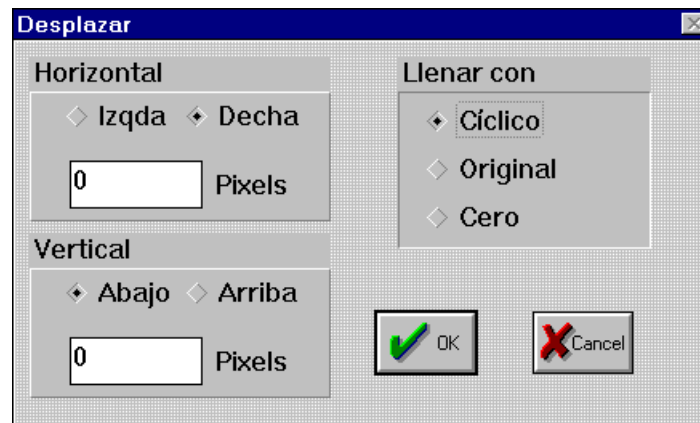 Desplazar
Horizontal
Izqda Decha
0 Pixels
Vertical
Abajo Arriba
0 Pixels
Llenar con
Cíclico
Original
Cero
OK Cancel